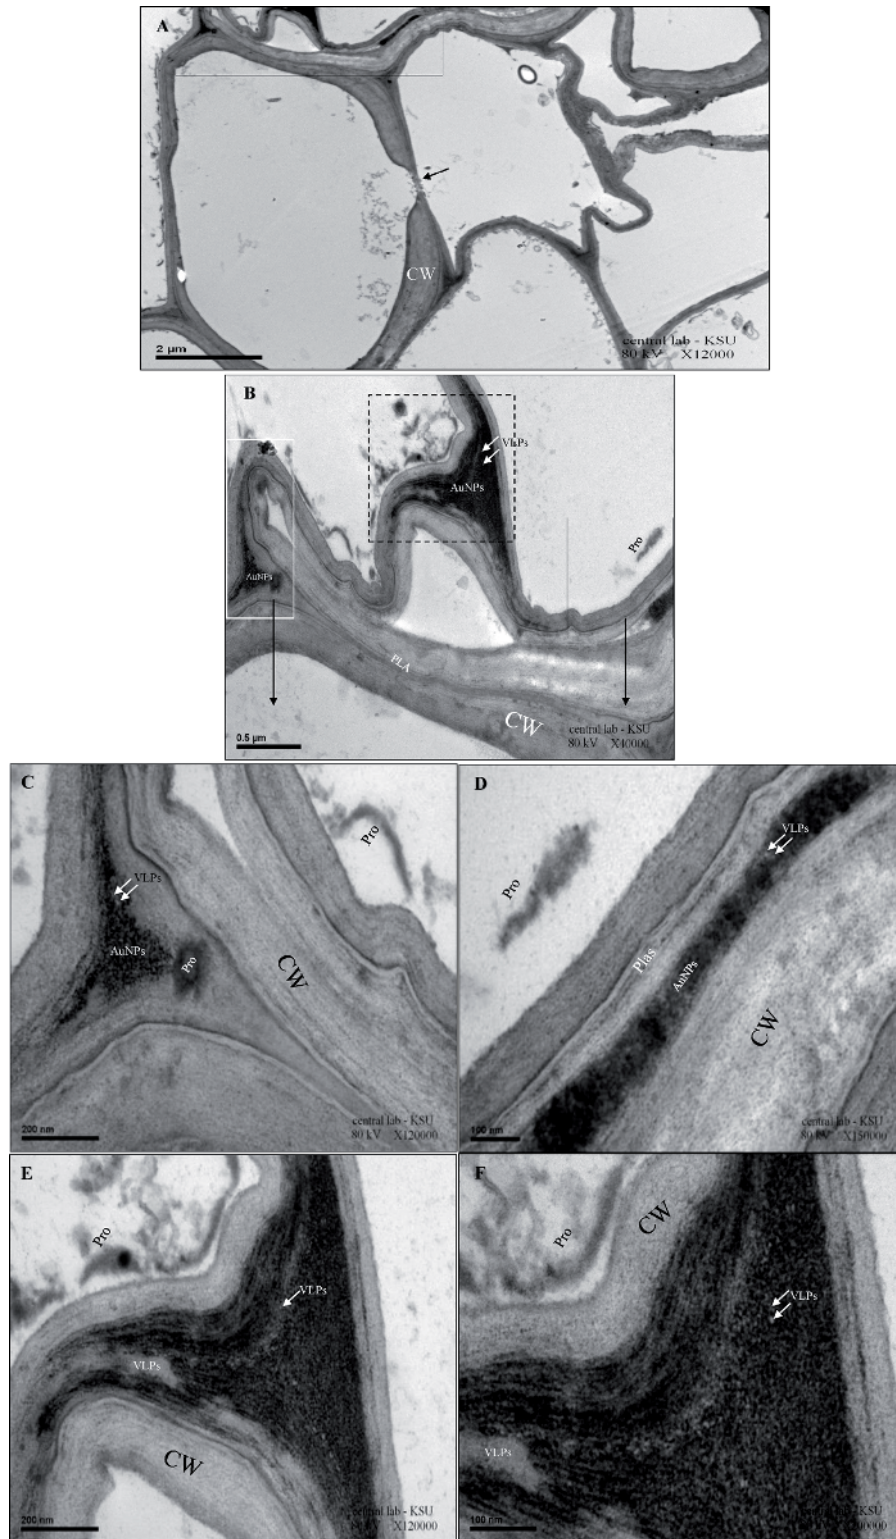 A
CW
2 µm
central lab - KSU
80 kV X12000
B
VLPs
AuNPs
Pro
AuNPs
PLA
CW
0.5 µm
central lab - KSU
80 kV X40000
C
Pro
VLPs
AuNPs
Pro
CW
200 nm
central lab - KSU
80 kV X120000
D
VLPs
Pro
Plas
AuNPs
CW
100 nm
central lab - KSU
80 kV X150000
E
Pro
VLPs
VLPs
CW
200 nm
central lab - KSU
80 kV X120000
F
CW
Pro
VLPs
VLPs
100 nm
central lab - KSU